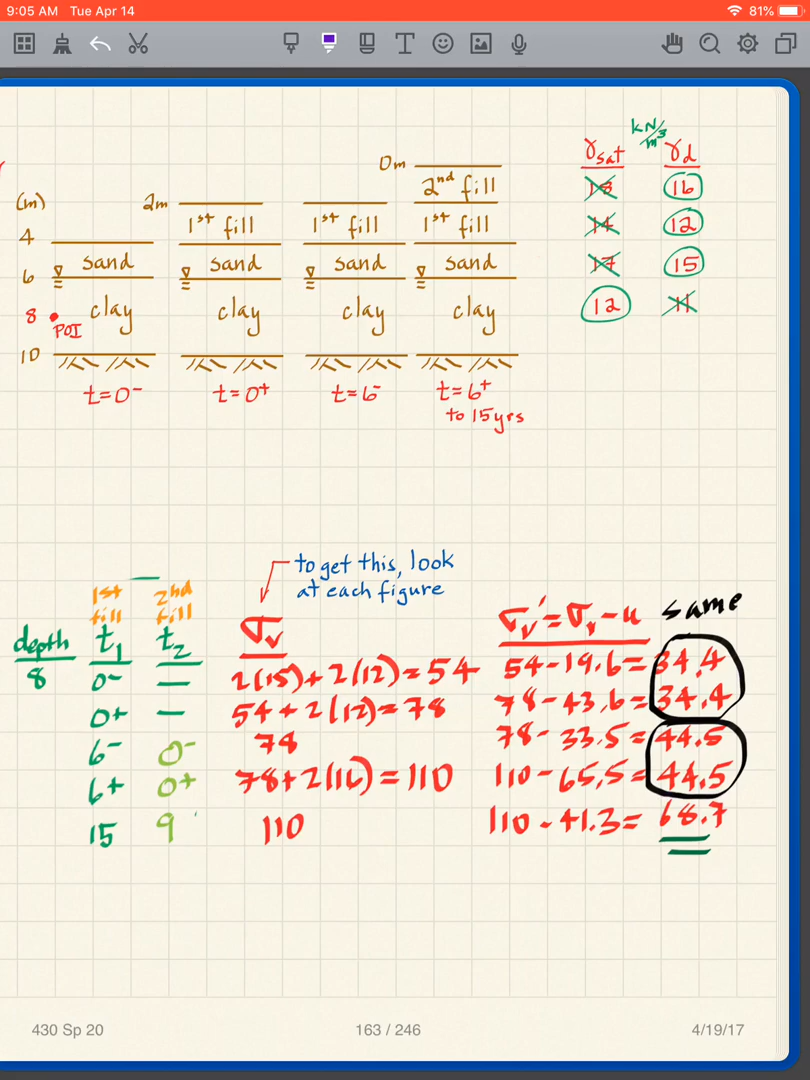 9:05 AM Tue Apr 14
81%
T
kN/m³
γsat γd
0m
2nd fill
(m)
2m
1st fill
1st fill
1st fill
4
sand
sand
sand
sand
6
8
POI
clay
clay
clay
clay
10
t=0⁻
t=0⁺
t=6⁻
t=6⁺
to 15yrs
18 16
14 12
17 15
12 11
to get this, look
at each figure
1st fill
2nd fill
depth t₁ t₂ σv σv' = σv - u same
8 0- — 2(15)+2(12)=54 54-19.6=34.4
0+ — 54+2(12)=78 78-43.6=34.4
6- 0- 78 78-33.5=44.5
6+ 0+ 78+2(16)=110 110-65.5=44.5
15 9 110 110-41.3=68.7
430 Sp 20
163 / 246
4/19/17